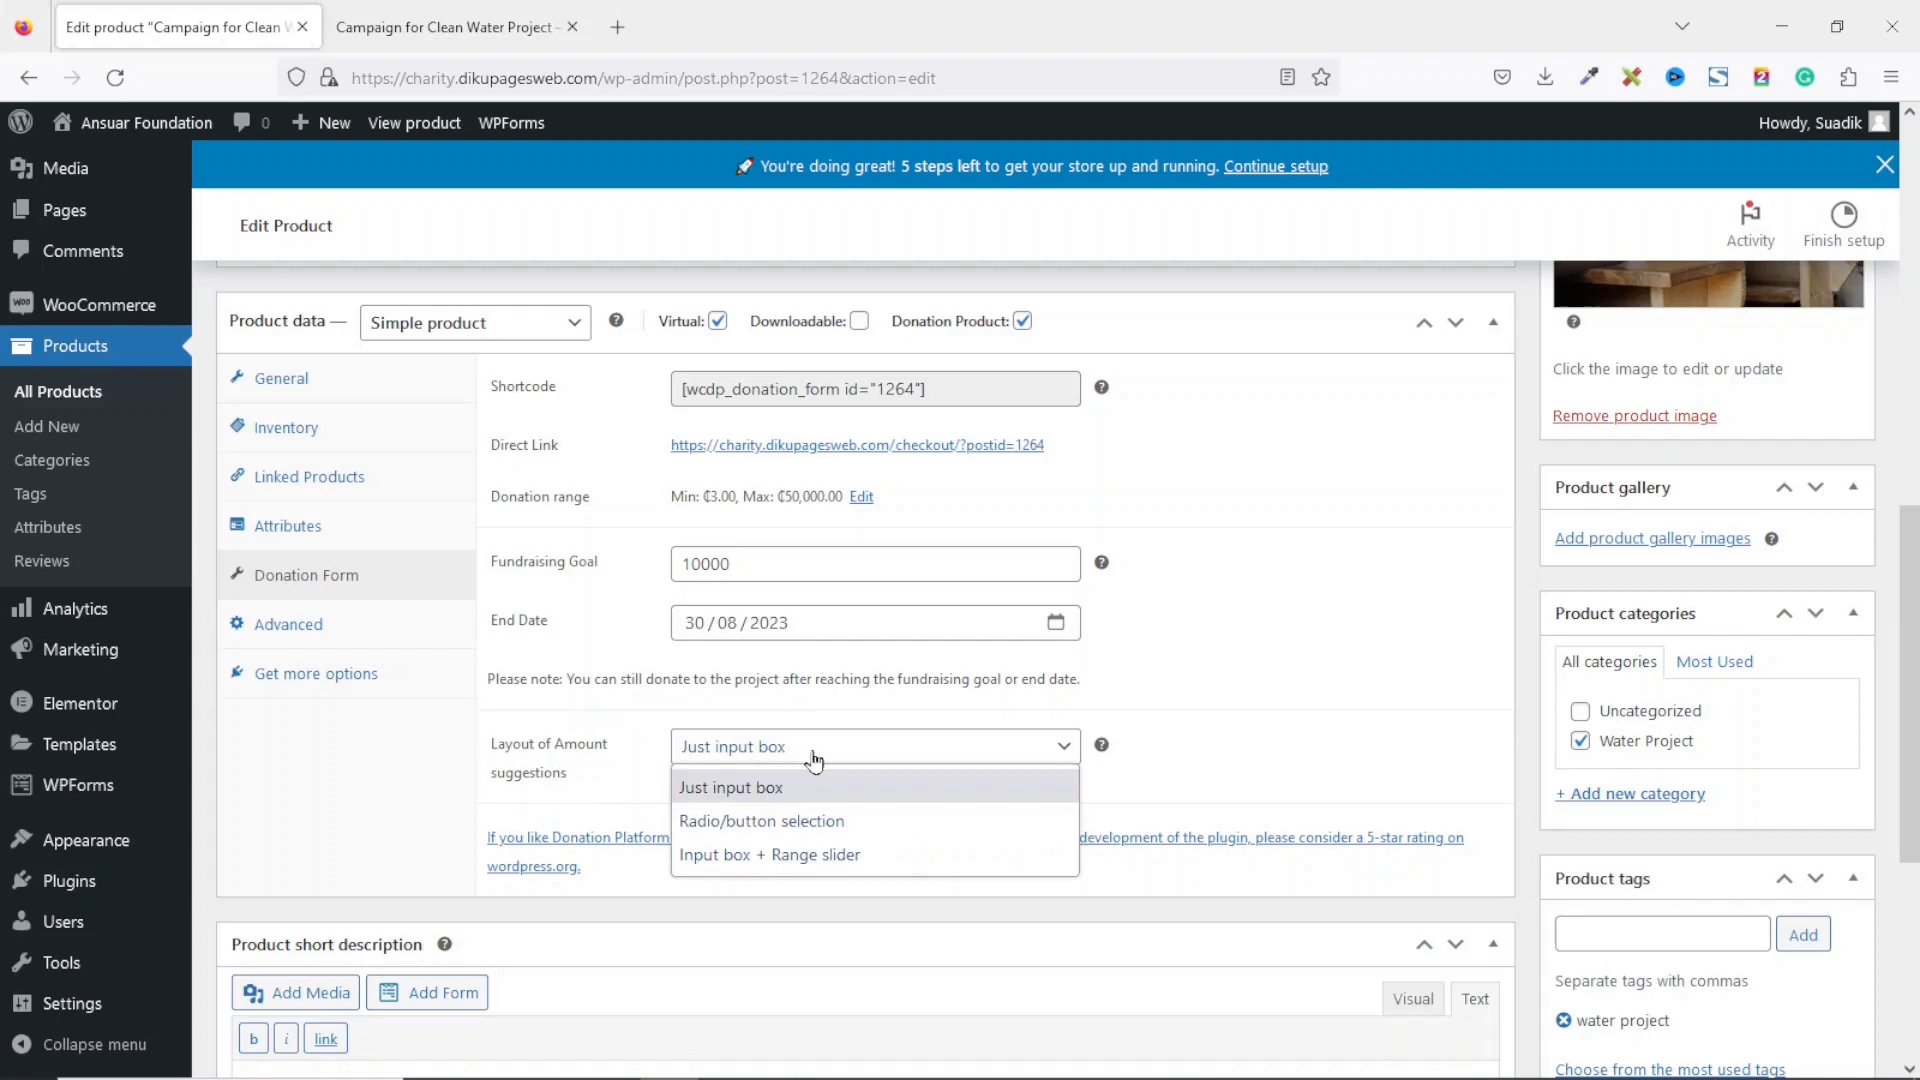 Edit product "Campaign for Clean W
Campaign for Clean Water Project -
https://charity.dikupagesweb.com/wp-admin/post.php?post=1264&action=edit
Ansuar Foundation
0
New
View product
WPForms
Howdy, Suadik
Media
Pages
Comments
WooCommerce
Products
All Products
Add New
Categories
Tags
Attributes
Reviews
Analytics
Marketing
Elementor
Templates
WPForms
Appearance
Plugins
Users
Tools
Settings
Collapse menu
🚀 You're doing great! 5 steps left to get your store up and running. Continue setup
Edit Product
Activity
Finish setup
Product data —
Simple product
Virtual:
Downloadable:
Donation Product:
General
Inventory
Linked Products
Attributes
Donation Form
Advanced
Get more options
Shortcode
[wcdp_donation_form id="1264"]
Direct Link
https://charity.dikupagesweb.com/checkout/?postid=1264
Donation range
Min: ₵3.00, Max: ₵50,000.00 Edit
Fundraising Goal
10000
End Date
30/08/2023
Please note: You can still donate to the project after reaching the fundraising goal or end date.
Layout of Amount
suggestions
Just input box
Just input box
Radio/button selection
Input box + Range slider
If you like Donation Platform
development of the plugin, please consider a 5-star rating on
wordpress.org.
Product short description
Add Media
Add Form
Visual
Text
b
i
link
Click the image to edit or update
Remove product image
Product gallery
Add product gallery images
Product categories
All categories
Most Used
Uncategorized
Water Project
+ Add new category
Product tags
Add
Separate tags with commas
water project
Choose from the most used tags